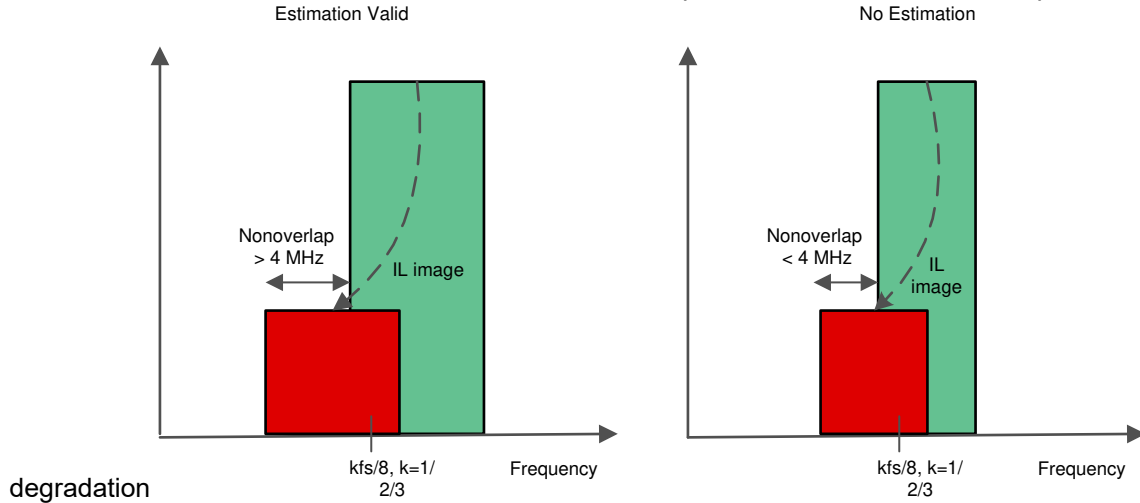 Estimation Valid
No Estimation
Nonoverlap
> 4 MHz
IL image
Nonoverlap
< 4 MHz
IL
image
kfs/8, k=1/
2/3
Frequency
kfs/8, k=1/
2/3
Frequency
degradation